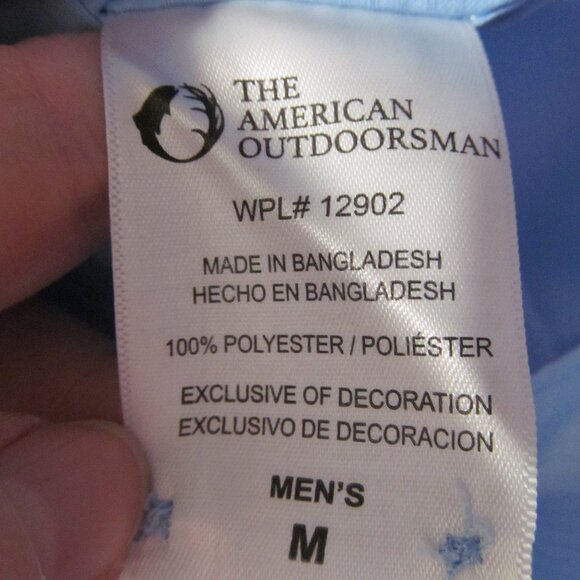 THE
AMERICAN
OUTDOORSMAN
WPL# 12902
MADE IN BANGLADESH
HECHO EN BANGLADESH
100% POLYESTER / POLIÉSTER
EXCLUSIVE OF DECORATION
EXCLUSIVO DE DECORACION
MEN'S
M